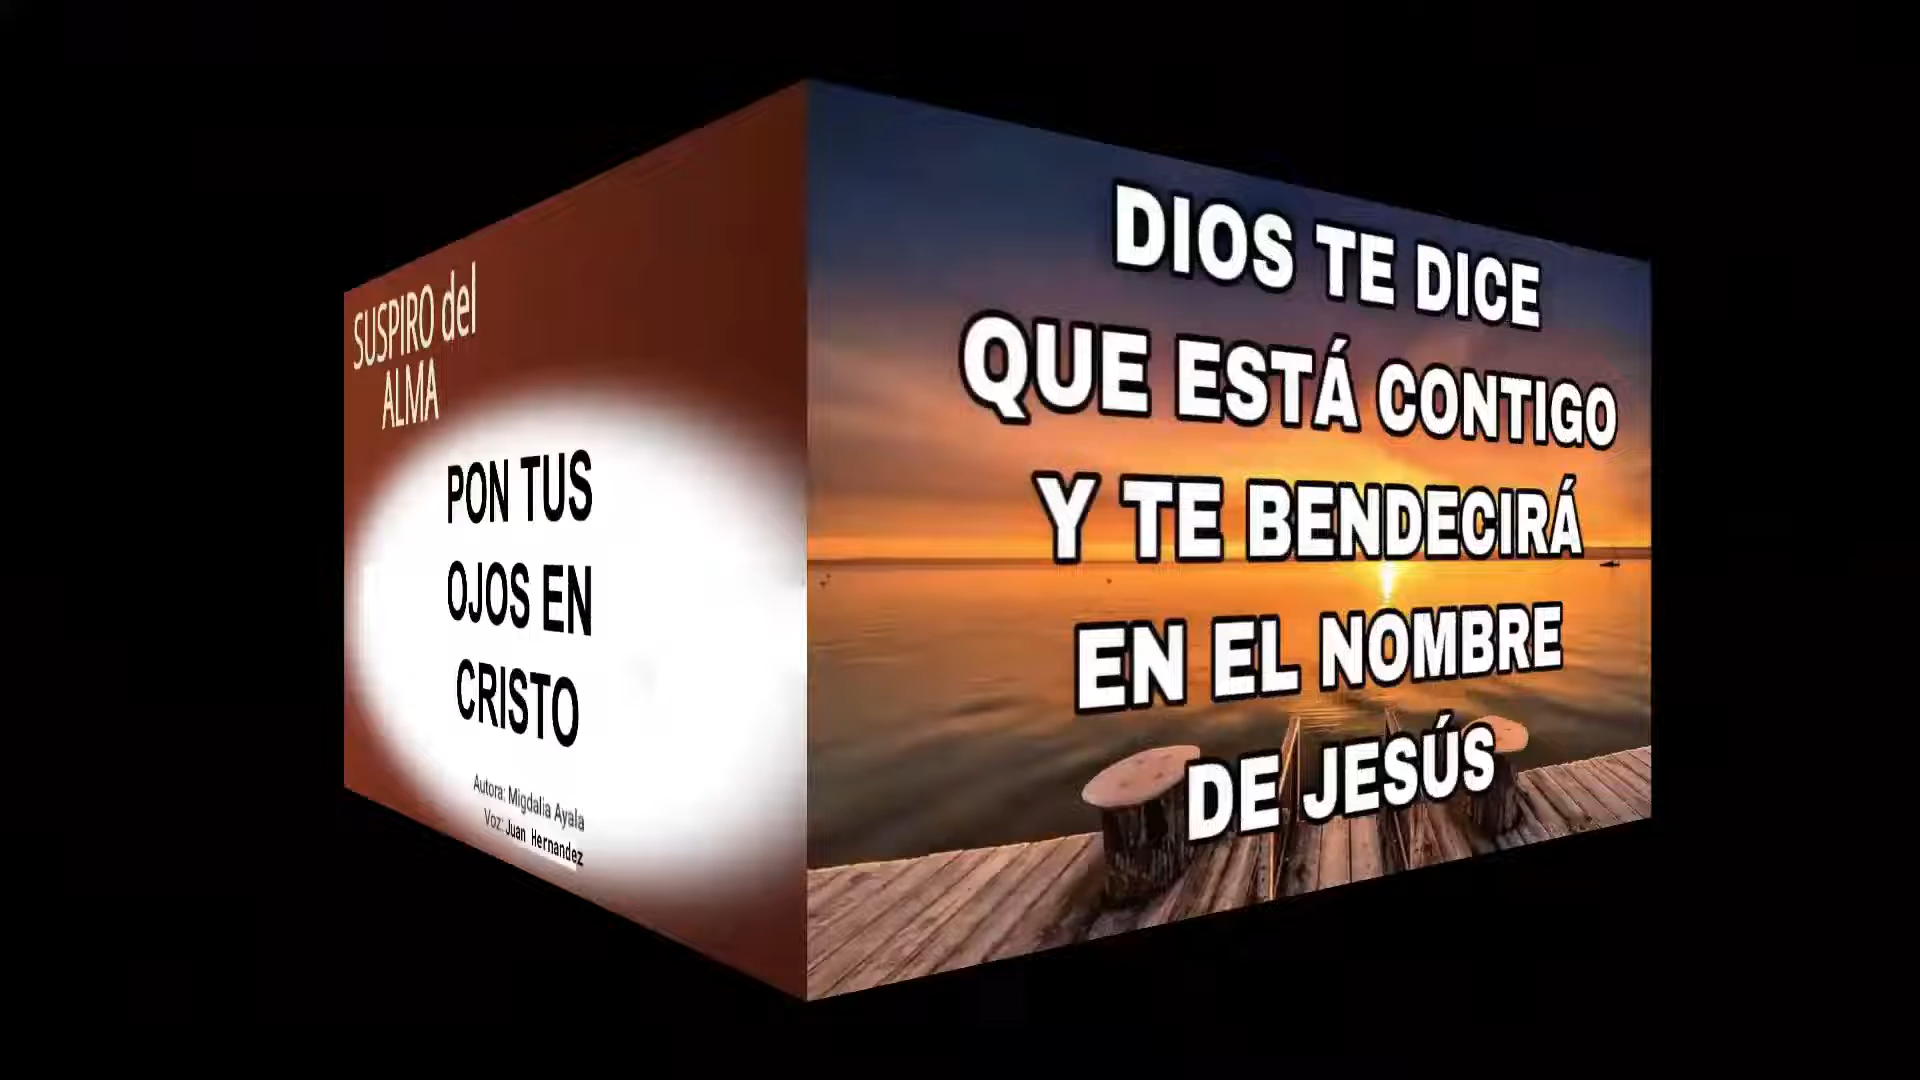 SUSPIRO del
ALMA
PON TUS
OJOS EN
CRISTO
Autora: Migdalia Ayala
Voz: Juan Hernandez
DIOS TE DICE
QUE ESTÁ CONTIGO
Y TE BENDECIRÁ
EN EL NOMBRE
DE JESÚS